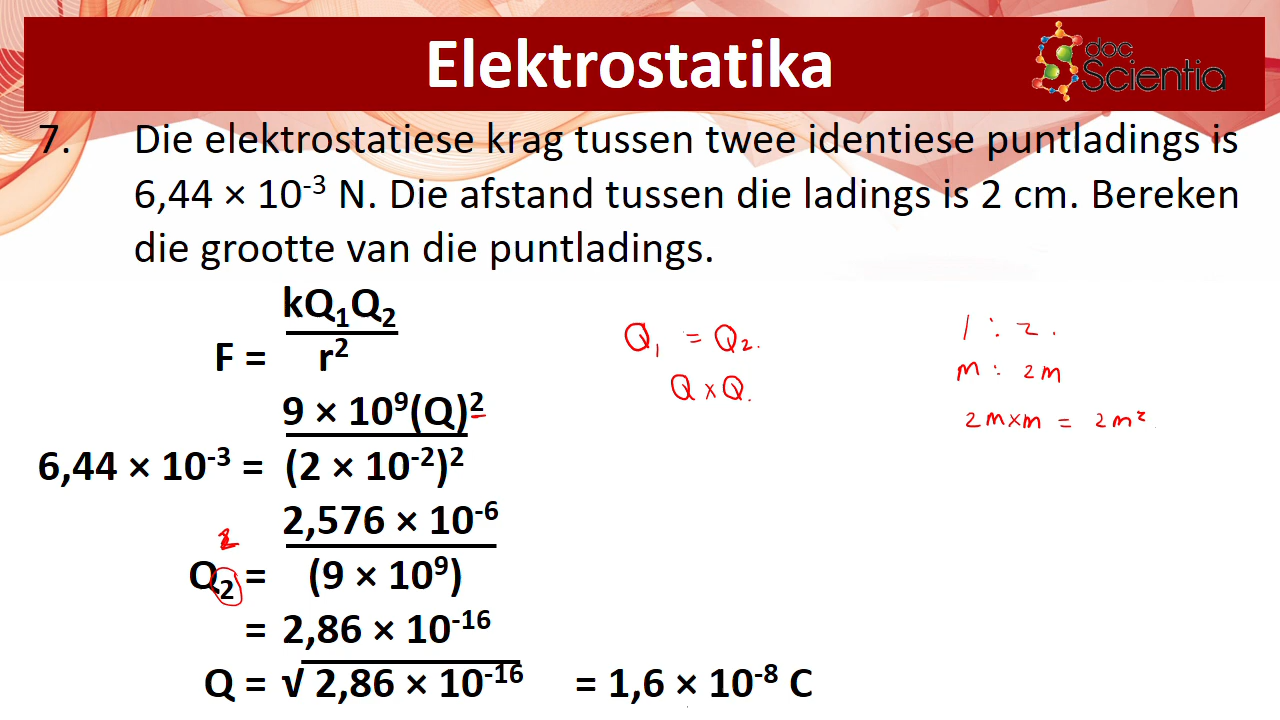 Elektrostatika
doc
Scientia
7. Die elektrostatiese krag tussen twee identiese puntladings is
6,44 × 10⁻³ N. Die afstand tussen die ladings is 2 cm. Bereken
die grootte van die puntladings.
kQ₁Q₂
F = r²
9 × 10⁹(Q)²
6,44 × 10⁻³ = (2 × 10⁻²)²
2,576 × 10⁻⁶
2
Q₂ = (9 × 10⁹)
= 2,86 × 10⁻¹⁶
Q = √ 2,86 × 10⁻¹⁶ = 1,6 × 10⁻⁸ C
Q₁ = Q₂.
Q × Q.
1 : 2.
m : 2m
2m×m = 2m²